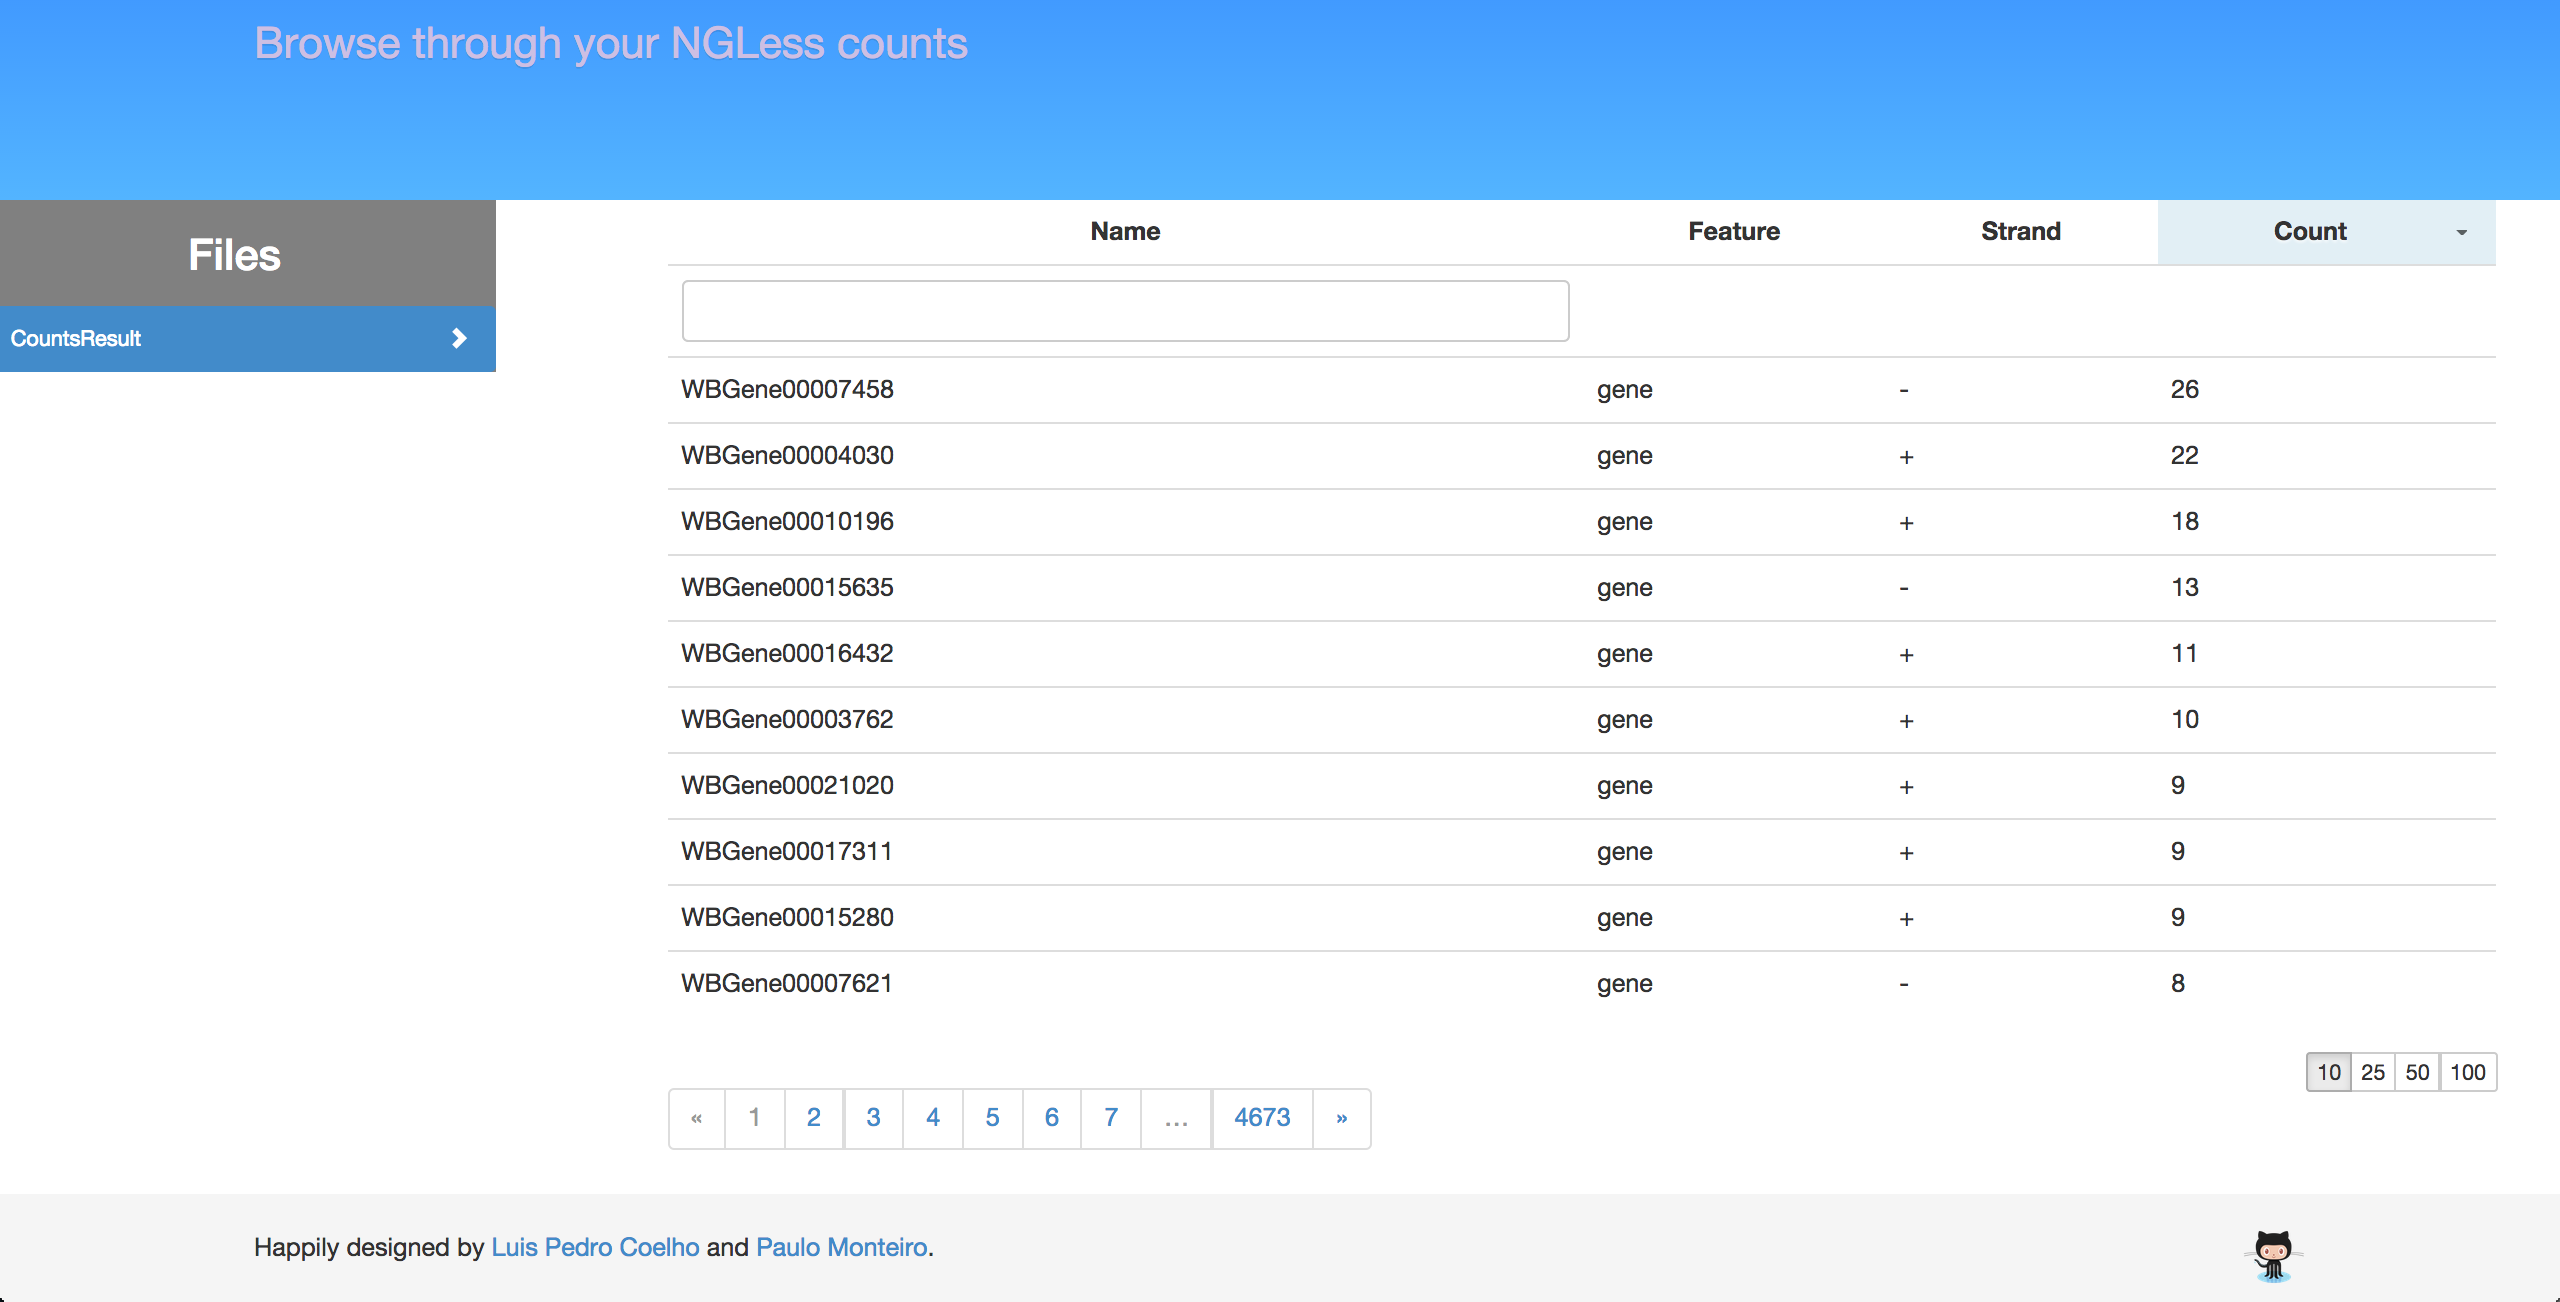 Browse through your NGLess counts
Files
CountsResult
Name Feature Strand Count
WBGene00007458 gene - 26
WBGene00004030 gene + 22
WBGene00010196 gene + 18
WBGene00015635 gene - 13
WBGene00016432 gene + 11
WBGene00003762 gene + 10
WBGene00021020 gene + 9
WBGene00017311 gene + 9
WBGene00015280 gene + 9
WBGene00007621 gene - 8
10 25 50 100
« 1 2 3 4 5 6 7 ... 4673 »
Happily designed by Luis Pedro Coelho and Paulo Monteiro.